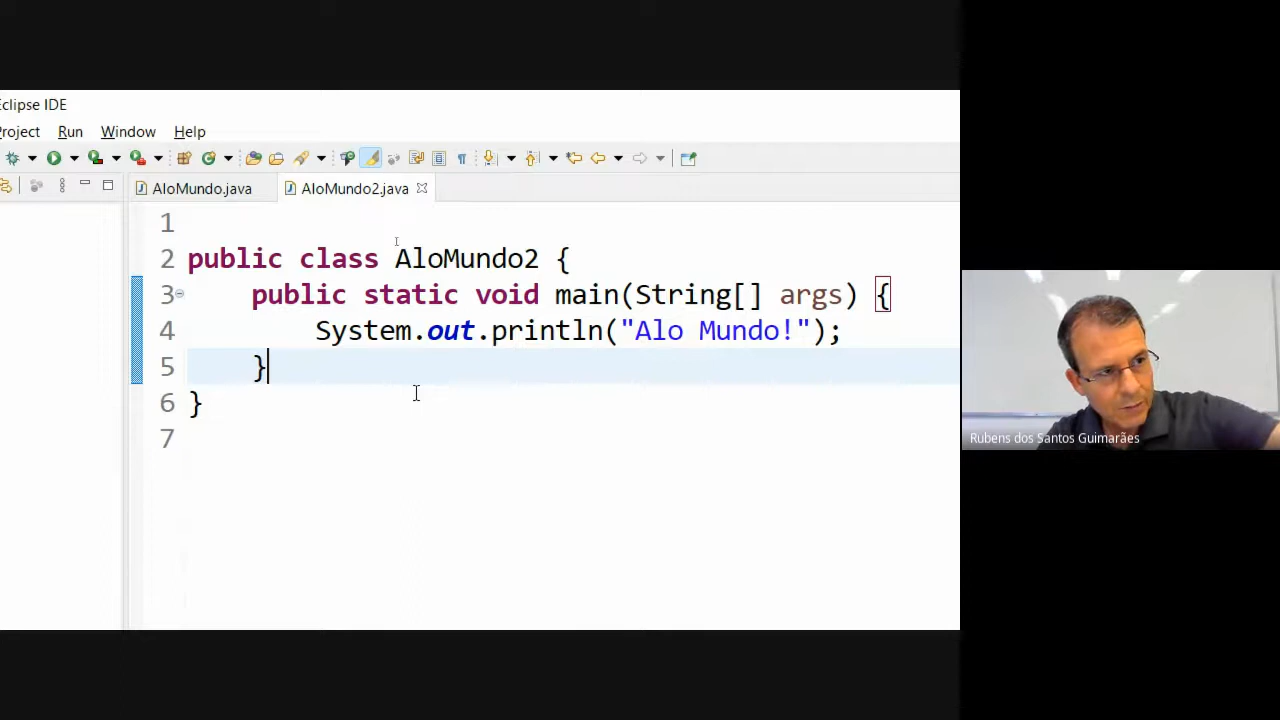 Eclipse IDE
Project Run Window Help
AloMundo.java AloMundo2.java
1
2 public class AloMundo2 {
3 public static void main(String[] args) {
4 System.out.println("Alo Mundo!");
5 }
6 }
7
Rubens dos Santos Guimarães